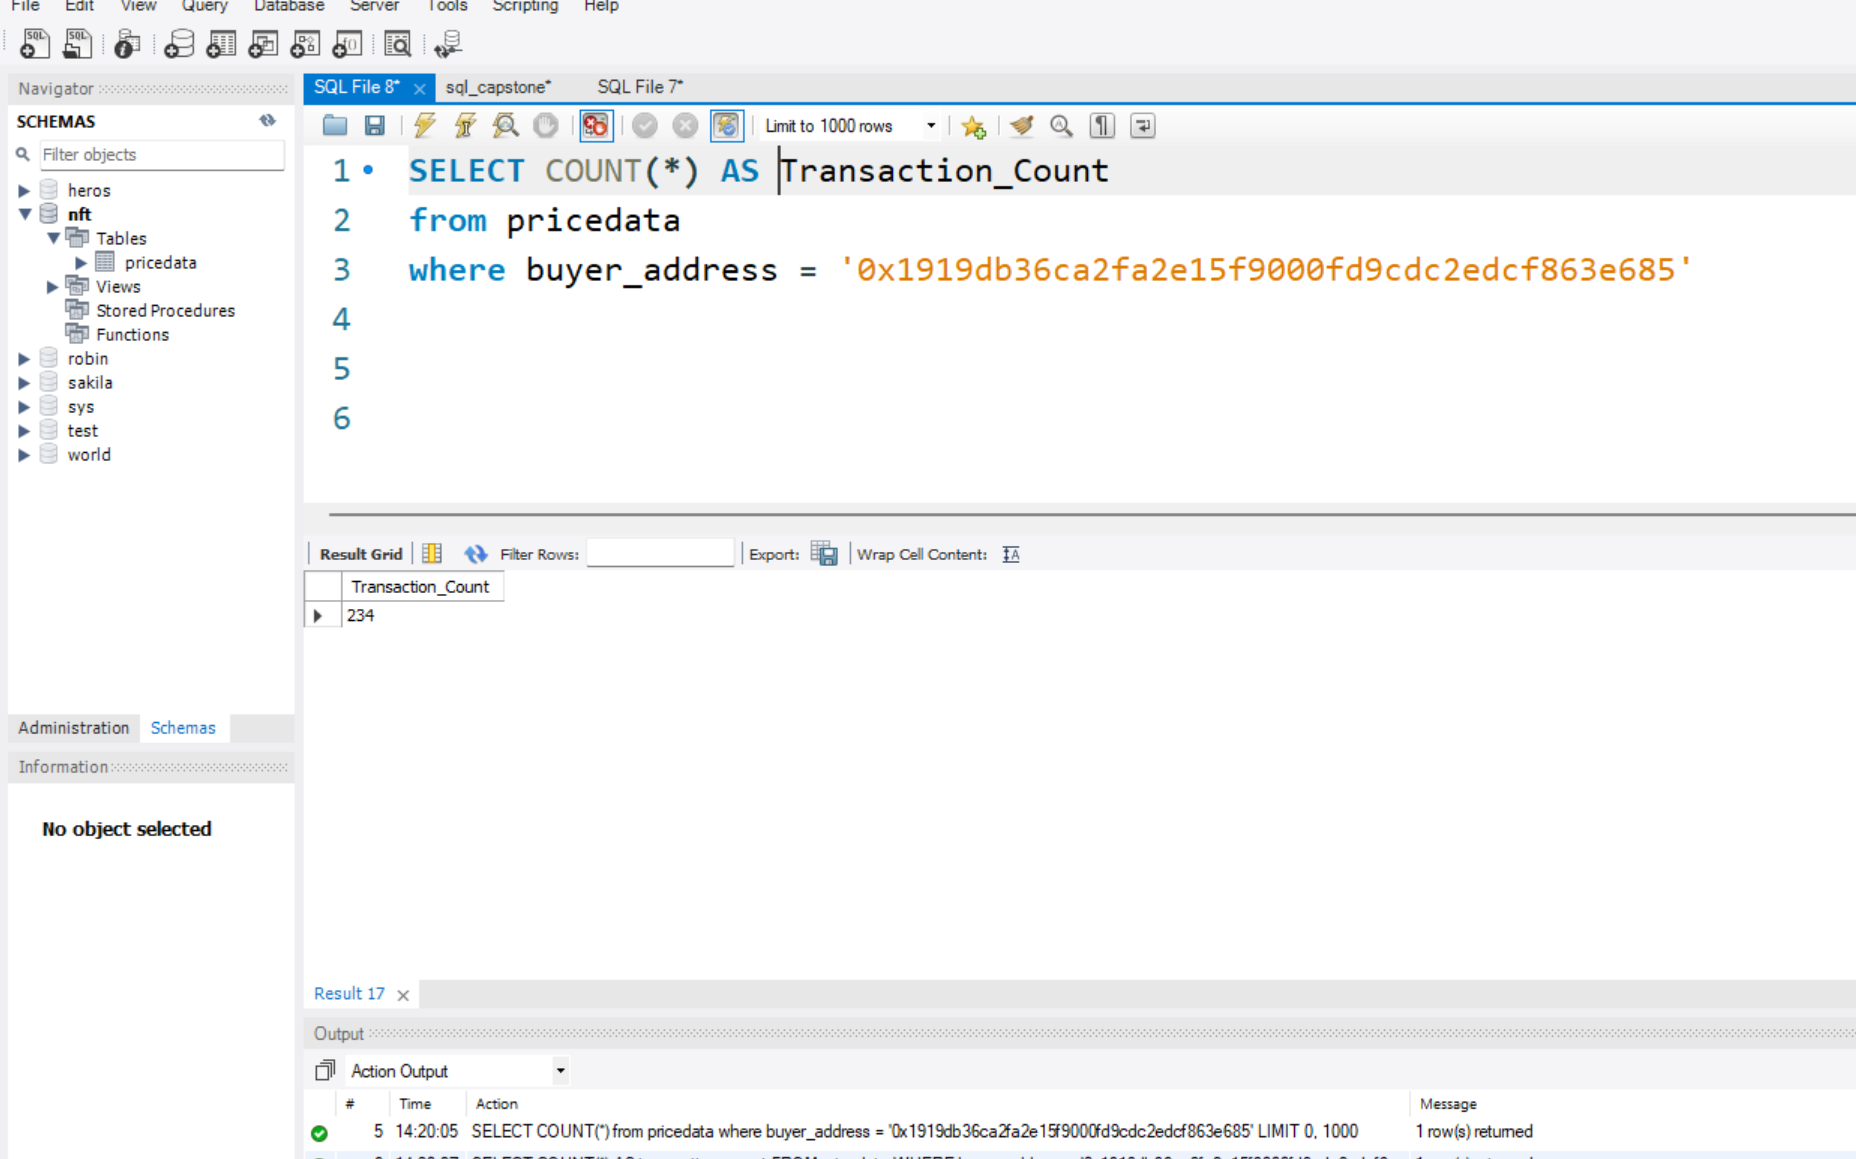 File Edit View Query Database Server Tools Scripting Help
Navigator
SCHEMAS
Filter objects
heros
nft
Tables
pricedata
Views
Stored Procedures
Functions
robin
sakila
sys
test
world
Administration Schemas
Information
No object selected
SQL File 8* sql_capstone* SQL File 7*
Limit to 1000 rows
1 SELECT COUNT(*) AS Transaction_Count
2 from pricedata
3 where buyer_address = '0x1919db36ca2fa2e15f9000fd9cdc2edcf863e685'
4
5
6
Result Grid Filter Rows: Export: Wrap Cell Content:
Transaction_Count
234
Result 17
Output
Action Output
# Time Action Message
5 14:20:05 SELECT COUNT(*) from pricedata where buyer_address = '0x1919db36ca2fa2e15f9000fd9cdc2edcf863e685' LIMIT 0, 1000 1 row(s) returned